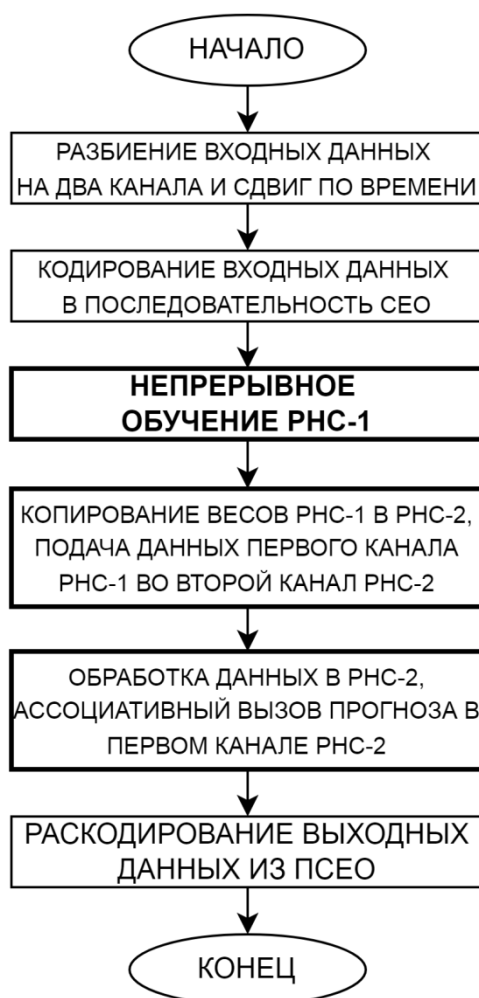 НАЧАЛО
РАЗБИЕНИЕ ВХОДНЫХ ДАННЫХ
НА ДВА КАНАЛА И СДВИГ ПО ВРЕМЕНИ
КОДИРОВАНИЕ ВХОДНЫХ ДАННЫХ
В ПОСЛЕДОВАТЕЛЬНОСТЬ СЕО
НЕПРЕРЫВНОЕ
ОБУЧЕНИЕ РНС-1
КОПИРОВАНИЕ ВЕСОВ РНС-1 В РНС-2,
ПОДАЧА ДАННЫХ ПЕРВОГО КАНАЛА
РНС-1 ВО ВТОРОЙ КАНАЛ РНС-2
ОБРАБОТКА ДАННЫХ В РНС-2,
АССОЦИАТИВНЫЙ ВЫЗОВ ПРОГНОЗА В
ПЕРВОМ КАНАЛЕ РНС-2
РАСКОДИРОВАНИЕ ВЫХОДНЫХ
ДАННЫХ ИЗ ПСЕО
КОНЕЦ